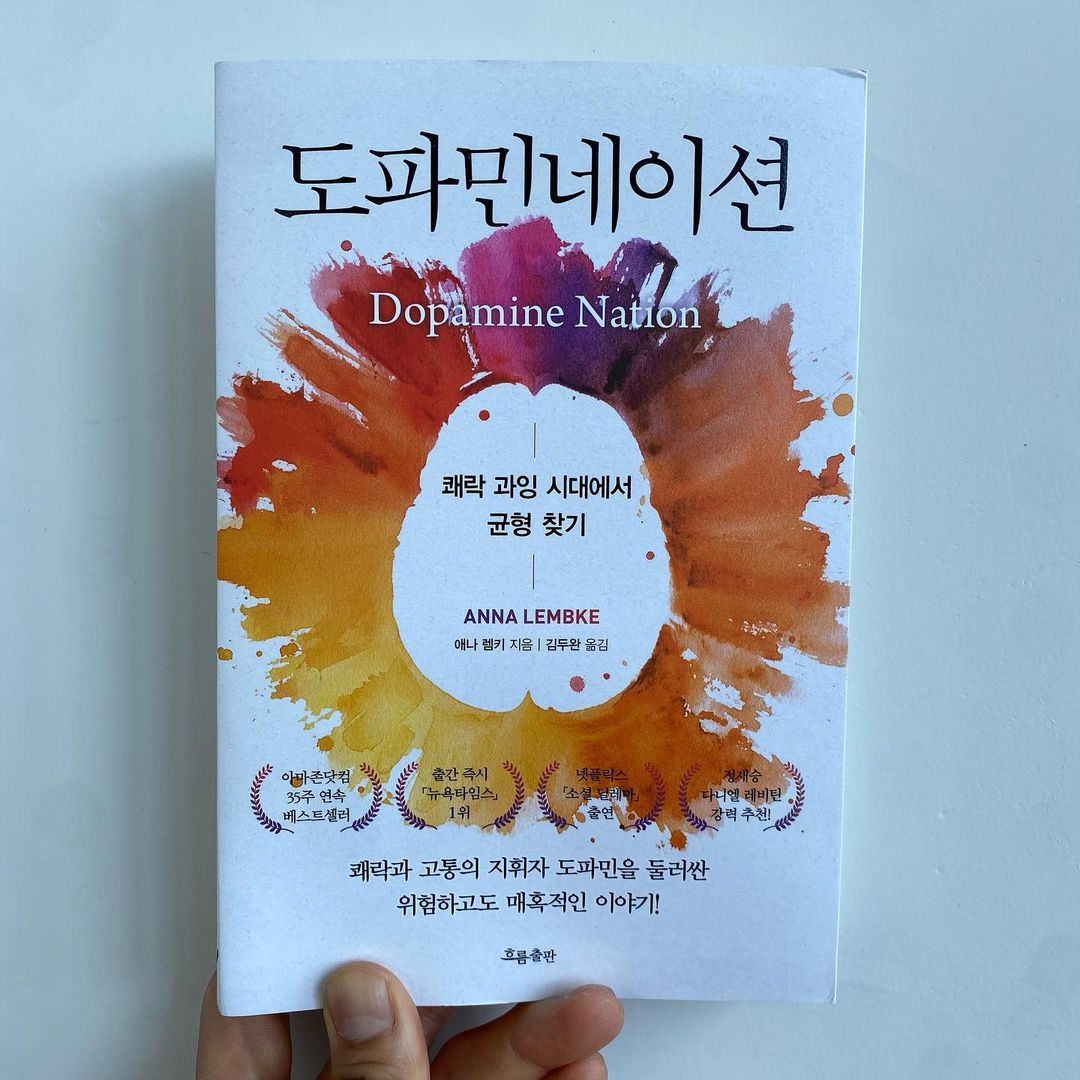 도파민네이션
Dopamine Nation
쾌락 과잉 시대에서
균형 찾기
ANNA LEMBKE
애나 렘키 지음 | 김두완 옮김
아마존닷컴
35주 연속
베스트셀러
출간 즉시
「뉴욕타임스」
1위
넷플릭스
「소셜 딜레마」
출연
정재승
다니엘 레비틴
강력 추천!
쾌락과 고통의 지휘자 도파민을 둘러싼
위험하고도 매혹적인 이야기!
흐름출판